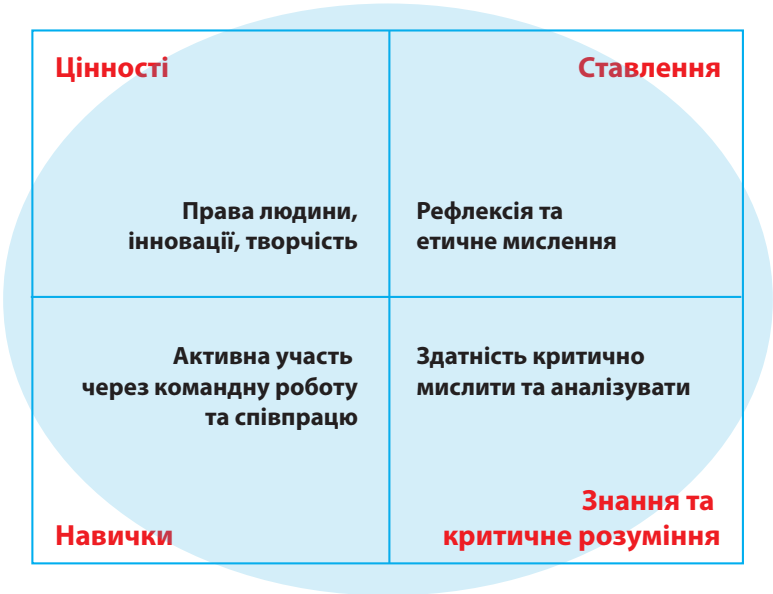 Цінності
Ставлення
Права людини,
інновації, творчість
Рефлексія та
етичне мислення
Активна участь
через командну роботу
та співпрацю
Здатність критично
мислити та аналізувати
Навички
Знання та
критичне розуміння